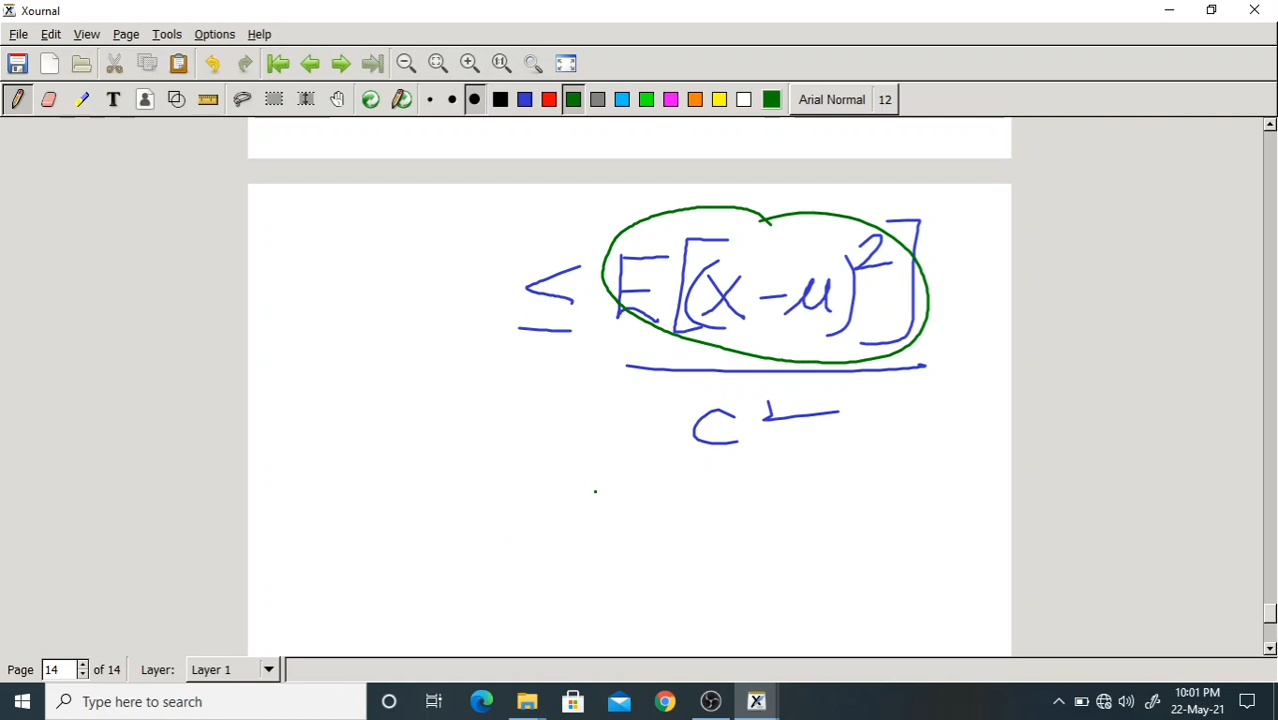 Xournal
File Edit View Page Tools Options Help
T Arial Normal 12
≤ E[(x-μ)²]
c²
Page 14 of 14 Layer: Layer 1
Type here to search
10:01 PM
22-May-21